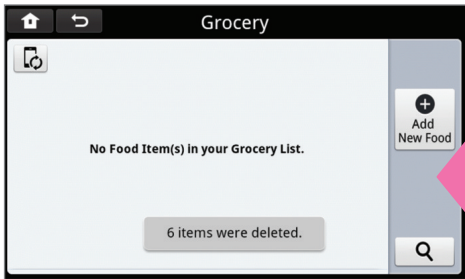 Grocery
Add
New Food
No Food Item(s) in your Grocery List.
6 items were deleted.